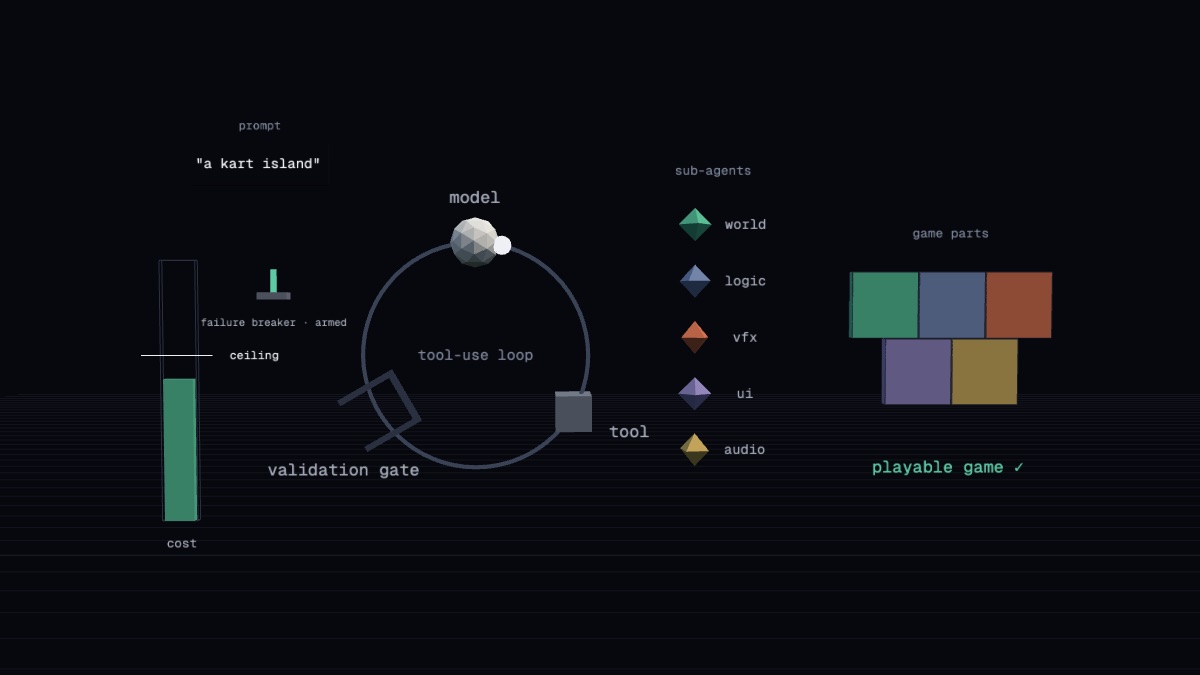 prompt
"a kart island"
model
failure breaker · armed
ceiling
tool-use loop
tool
validation gate
cost
sub-agents
world
logic
vfx
ui
audio
game parts
playable game ✓